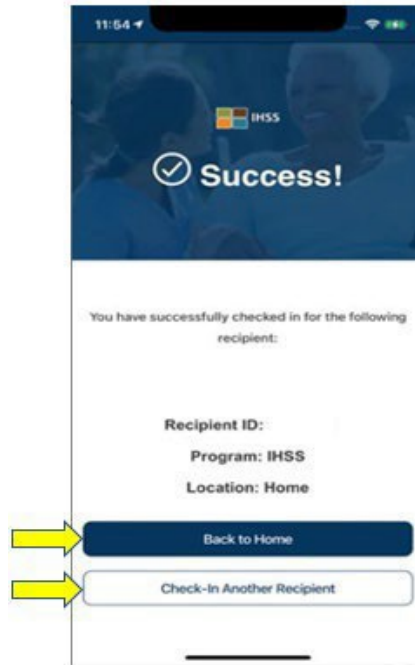 11:54
IHSS
Success!
You have successfully checked in for the following
recipient:
Recipient ID:
Program: IHSS
Location: Home
Back to Home
Check-In Another Recipient